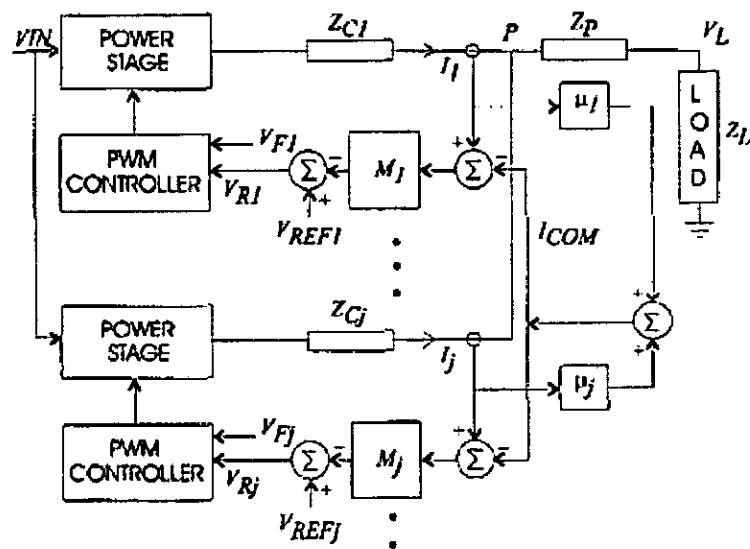 VIN
POWER
STAGE
Z_C1
I_1
P
Z_P
V_L
μ_1
LOAD
Z_L
PWM
CONTROLLER
V_F1
V_R1
Σ
+
−
V_REF1
M_1
+
Σ
−
I_COM
POWER
STAGE
Z_Cj
I_j
+
Σ
+
μ_j
PWM
CONTROLLER
V_Fj
V_Rj
Σ
−
+
V_REFj
M_j
+
Σ
−